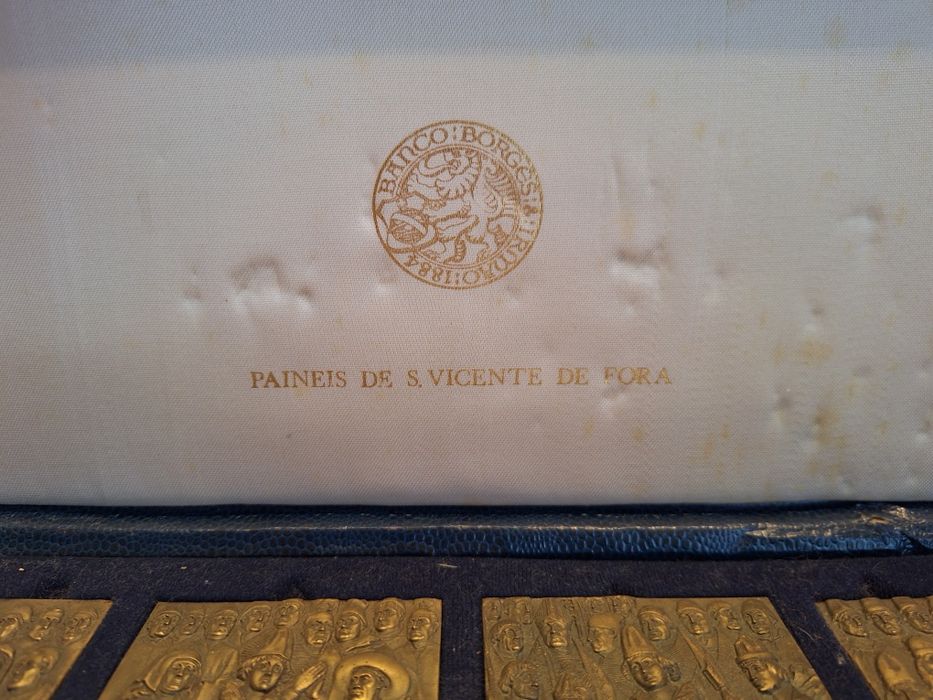 BANCO : BORGES : & : IRMÃO : 1884
PAINEIS DE S. VICENTE DE FORA